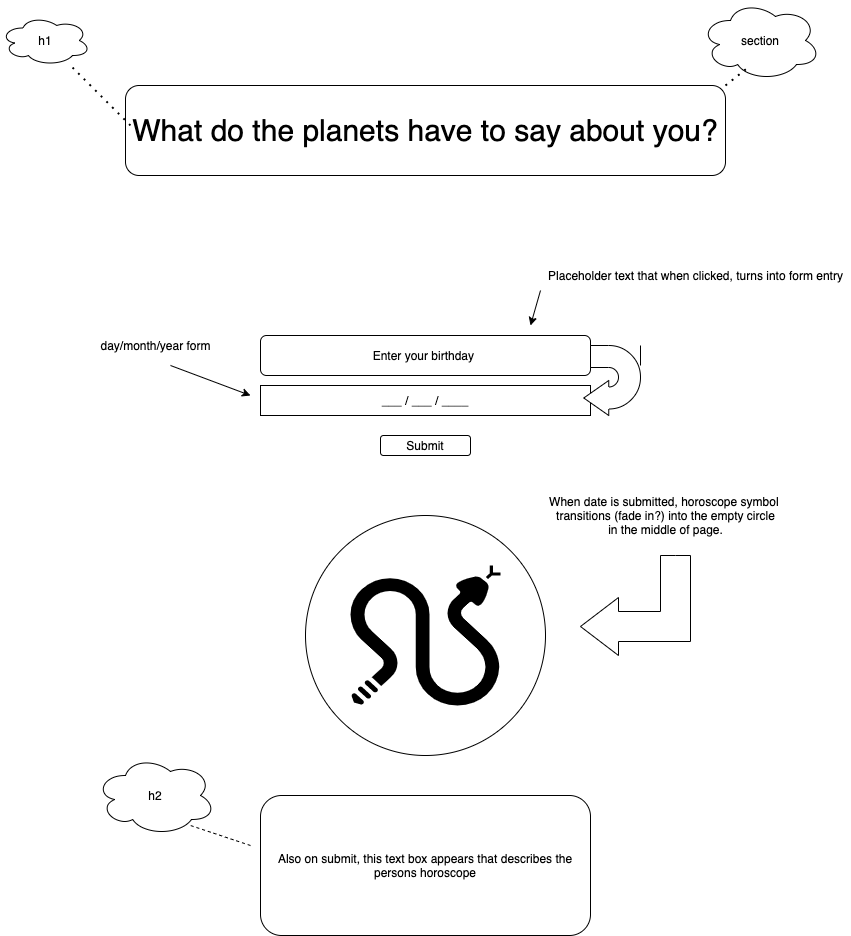 h1
section
What do the planets have to say about you?
Placeholder text that when clicked, turns into form entry
day/month/year form
Enter your birthday
___ / ___ / ____
Submit
When date is submitted, horoscope symbol
transitions (fade in?) into the empty circle
in the middle of page.
h2
Also on submit, this text box appears that describes the
persons horoscope